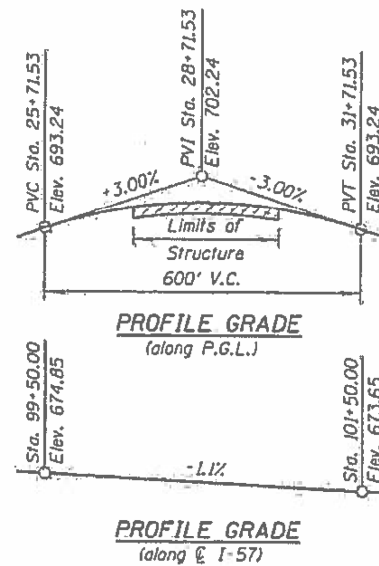 PVC Sta. 25+71.53
Elev. 693.24
PVI Sta. 28+71.53
Elev. 702.24
PVT Sta. 31+71.53
Elev. 693.24
+3.00%
-3.00%
Limits of
Structure
600' V.C.
PROFILE GRADE
(along P.G.L.)
Sta. 99+50.00
Elev. 674.85
-1.1%
Sta. 101+50.00
Elev. 673.65
PROFILE GRADE
(along ℄ I-57)